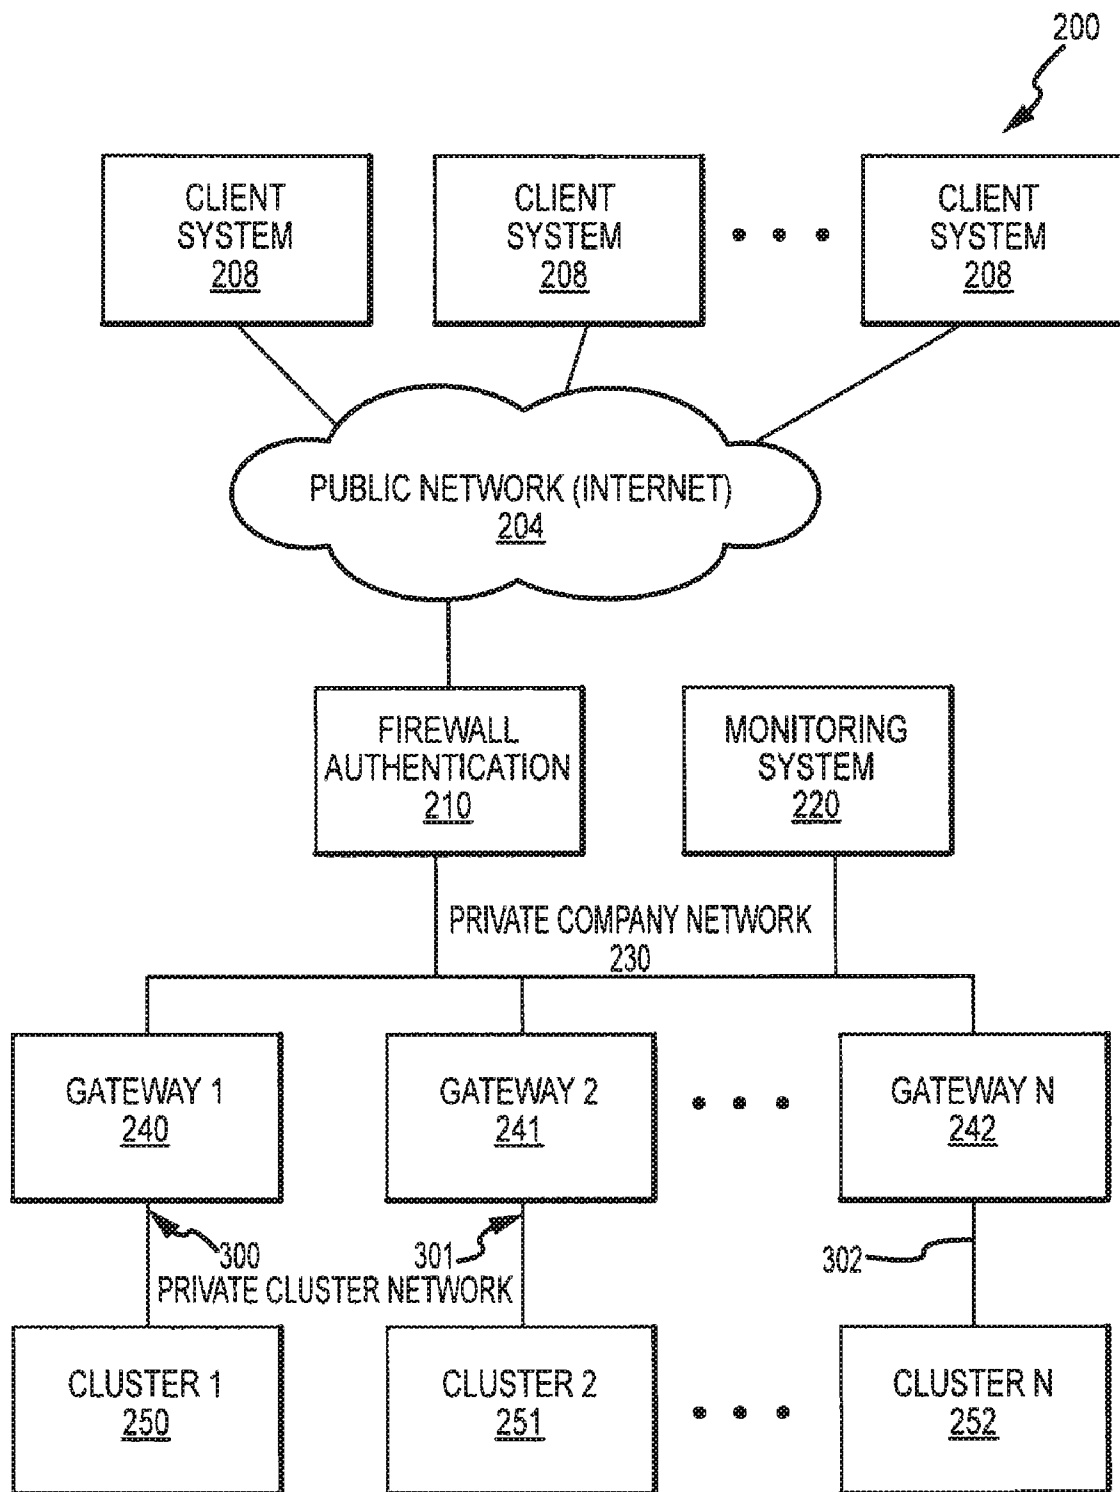 200
CLIENT
SYSTEM
208
CLIENT
SYSTEM
208
CLIENT
SYSTEM
208
PUBLIC NETWORK (INTERNET)
204
FIREWALL
AUTHENTICATION
210
MONITORING
SYSTEM
220
PRIVATE COMPANY NETWORK
230
GATEWAY 1
240
GATEWAY 2
241
GATEWAY N
242
300
301
302
PRIVATE CLUSTER NETWORK
CLUSTER 1
250
CLUSTER 2
251
CLUSTER N
252